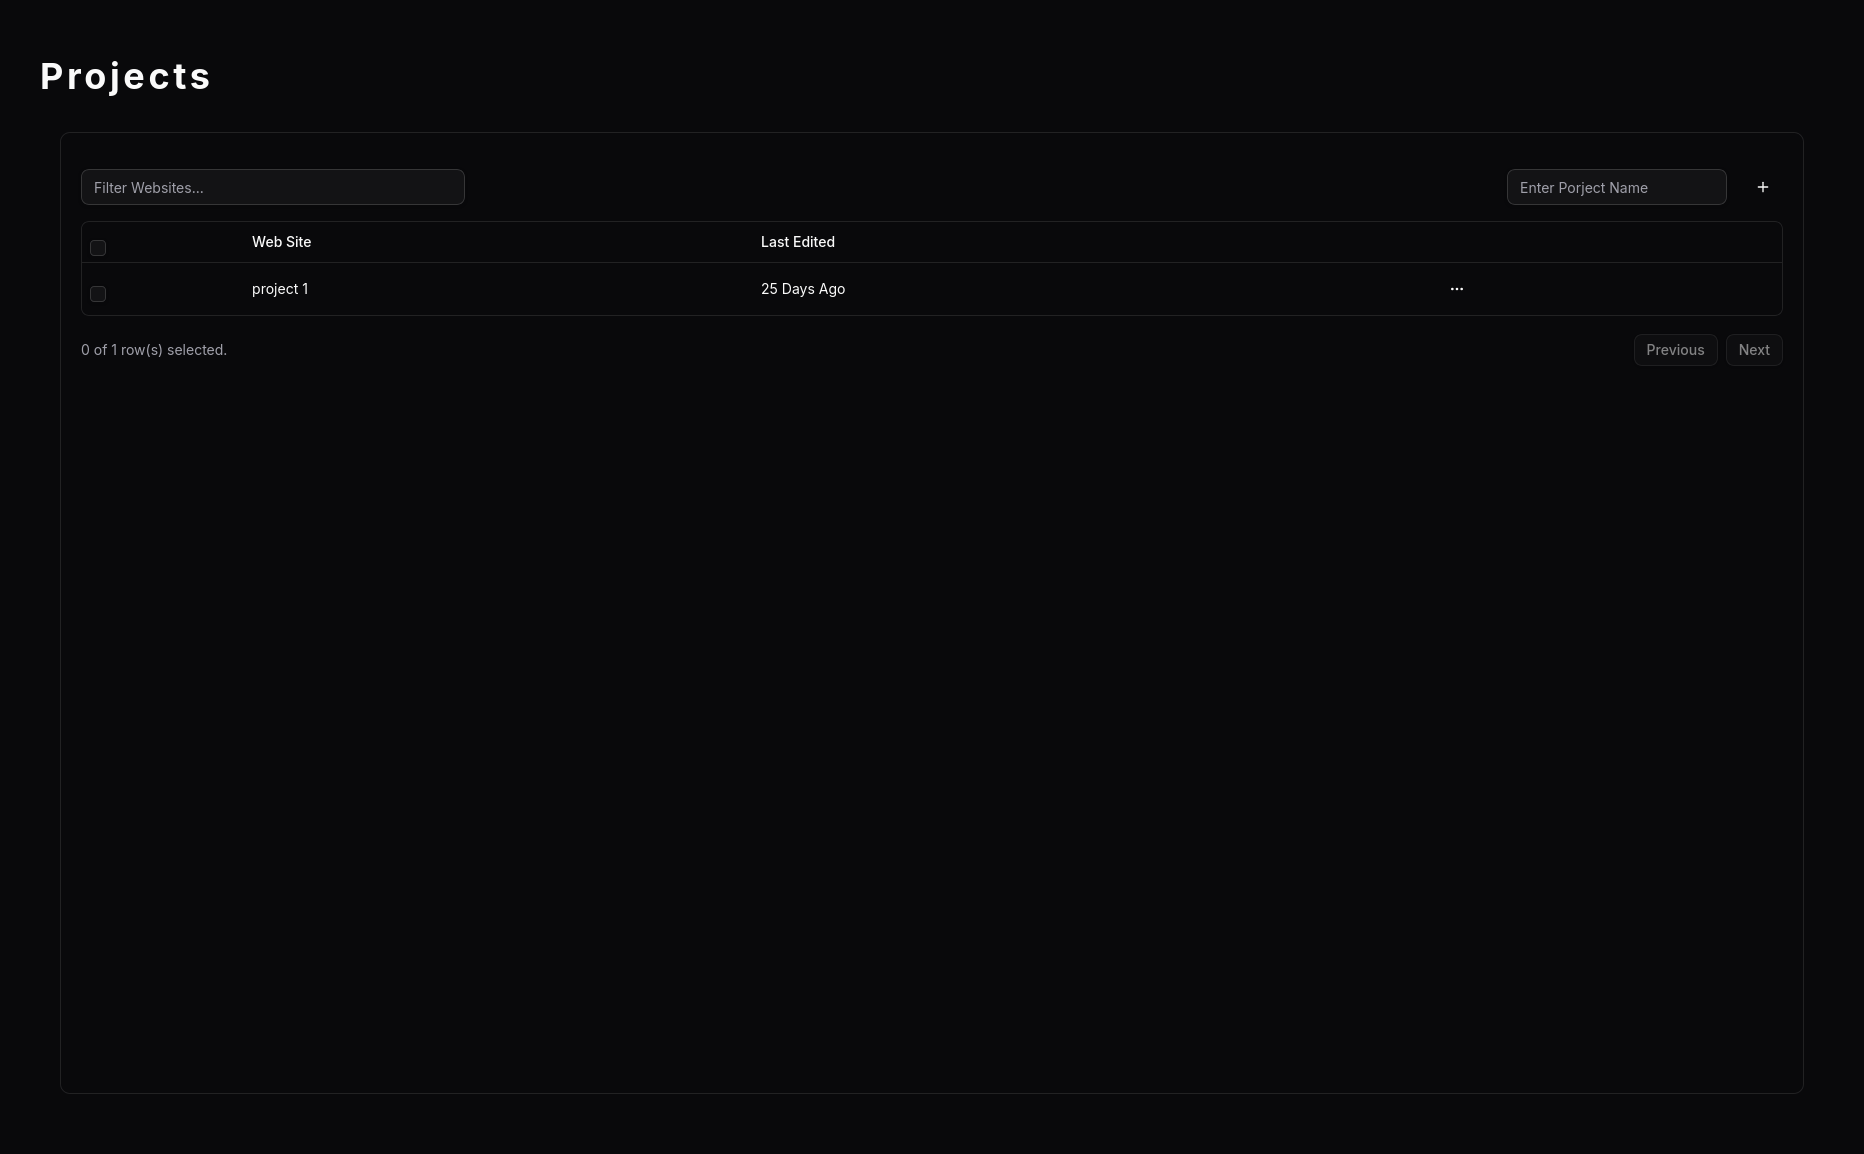 Projects
Filter Websites...
Enter Porject Name
Web Site
Last Edited
project 1
25 Days Ago
0 of 1 row(s) selected.
Previous
Next